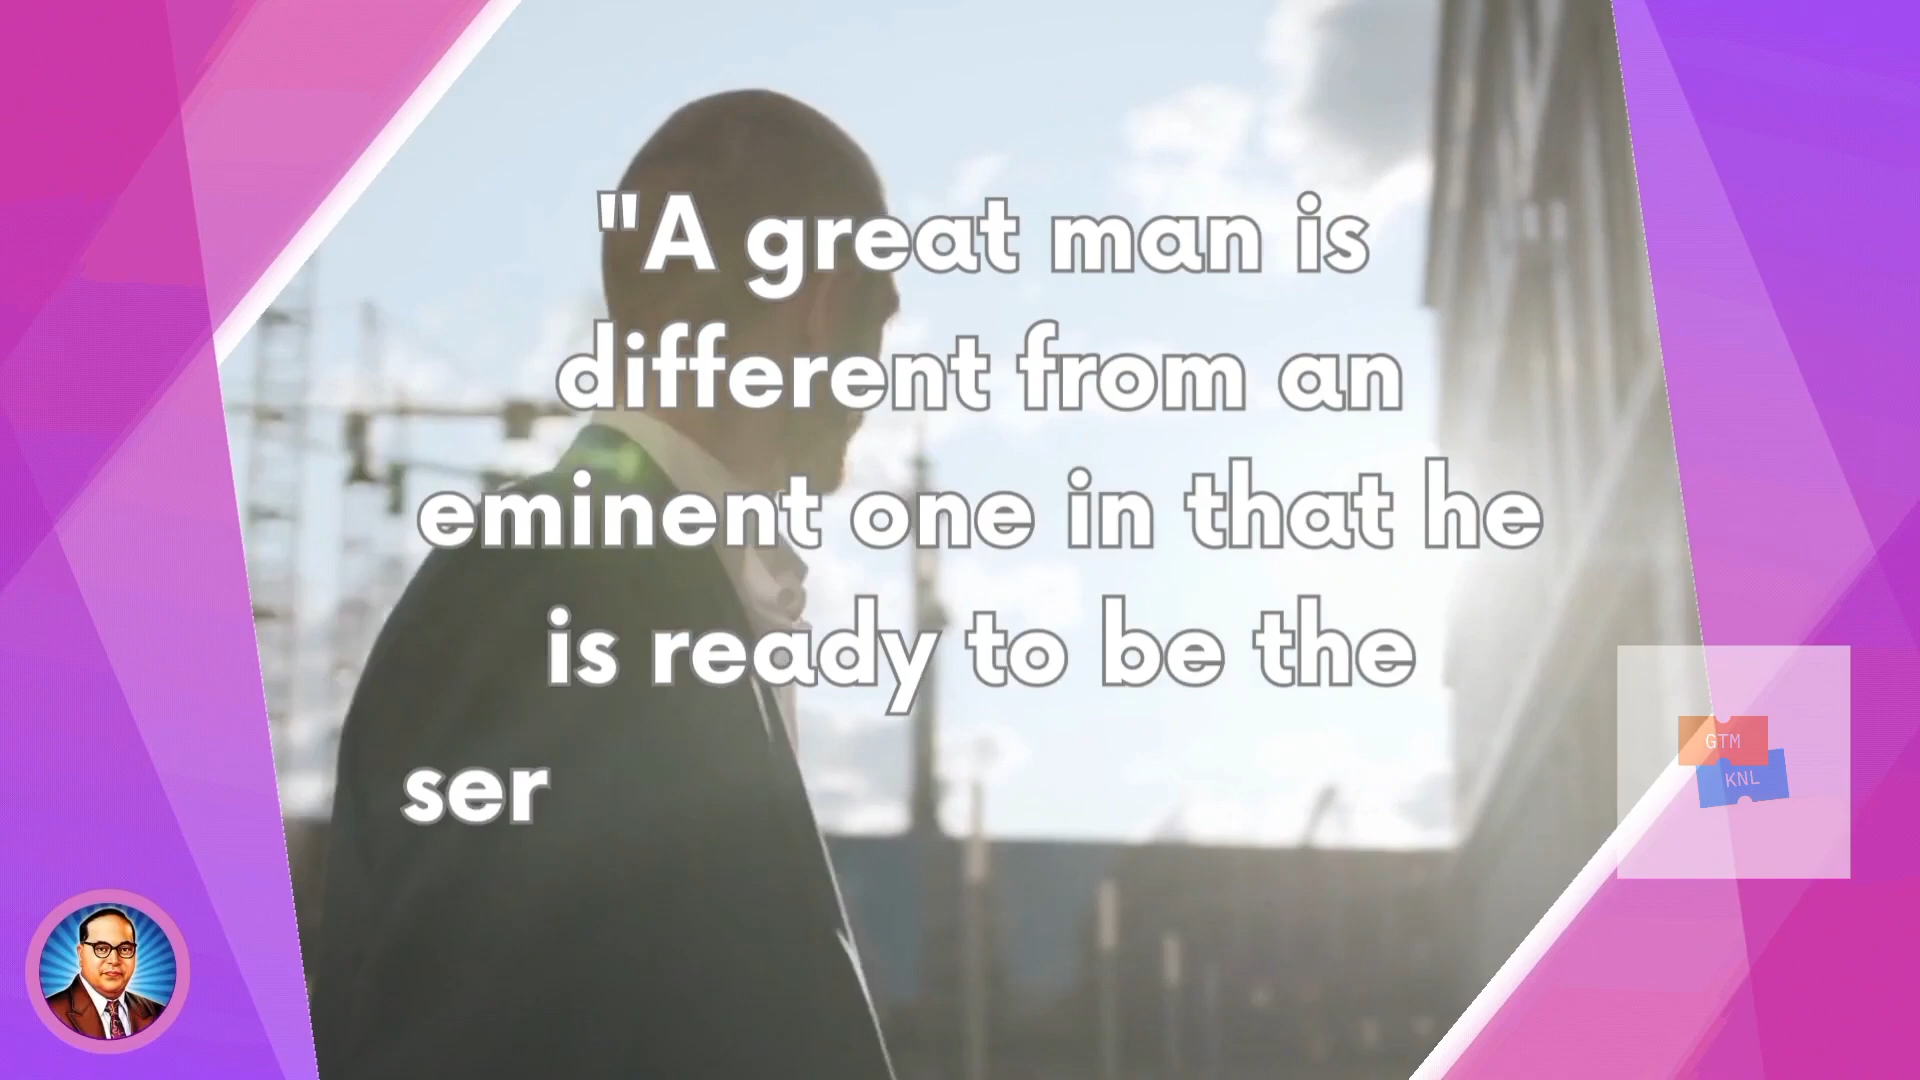 "A great man is
different from an
eminent one in that he
is ready to be the
ser
GTM
KNL